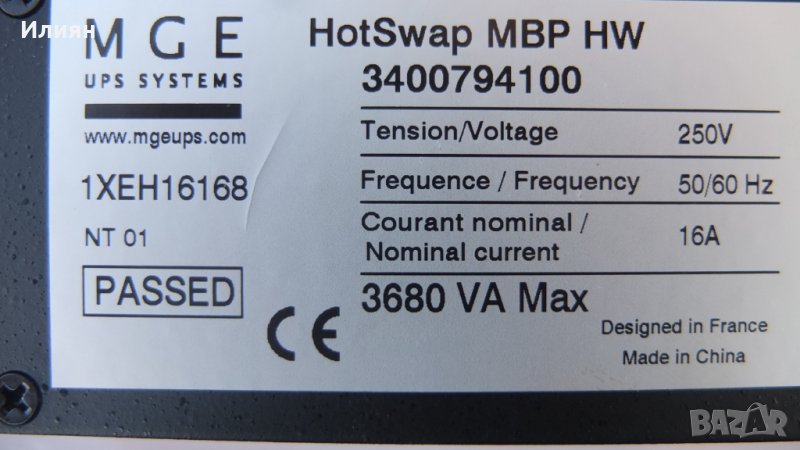 Илиян
MGE
UPS SYSTEMS
www.mgeups.com
1XEH16168
NT 01
PASSED
CE
HotSwap MBP HW
3400794100
Tension/Voltage 250V
Frequence / Frequency 50/60 Hz
Courant nominal /
Nominal current 16A
3680 VA Max
Designed in France
Made in China
BAZAR